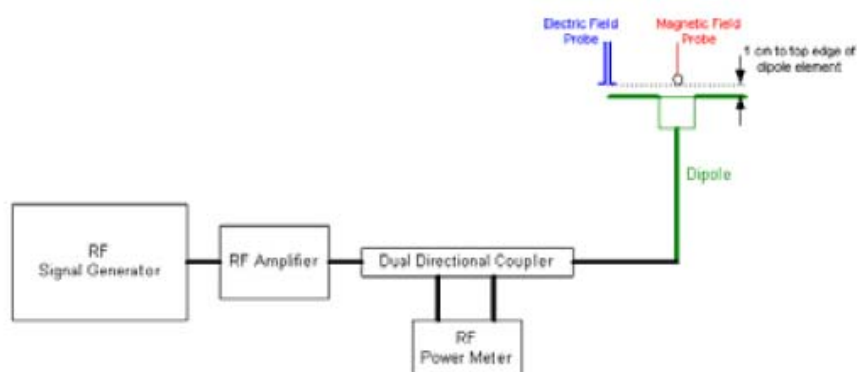 Electric Field
Probe
Magnetic Field
Probe
1 cm to top edge of
dipole element
Dipole
RF
Signal Generator
RF Amplifier
Dual Directional Coupler
RF
Power Meter